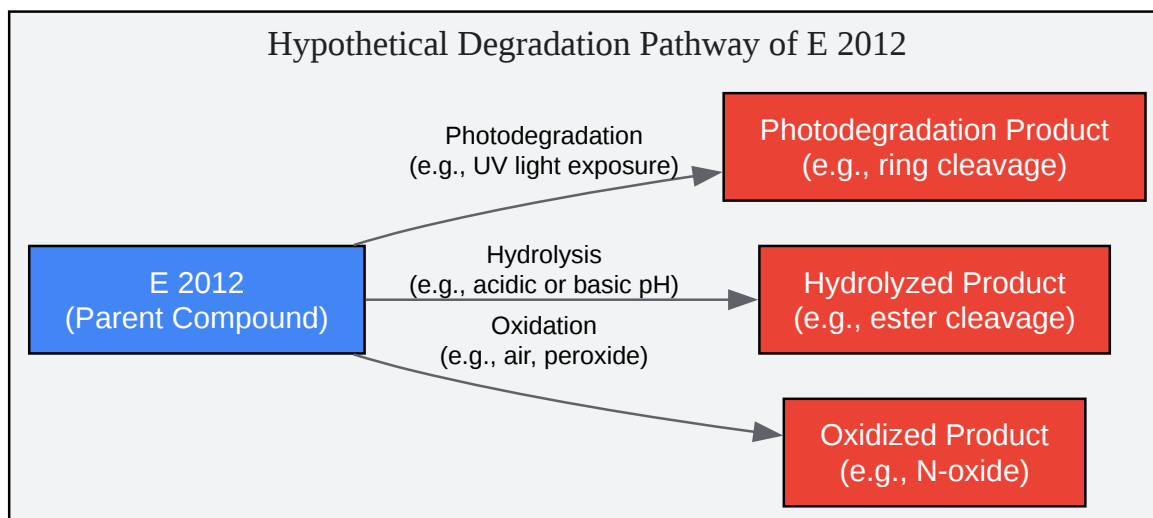 Hypothetical Degradation Pathway of E 2012
Photodegradation
(e.g., UV light exposure)
Photodegradation Product
(e.g., ring cleavage)
E 2012
(Parent Compound)
Hydrolysis
(e.g., acidic or basic pH)
Hydrolyzed Product
(e.g., ester cleavage)
Oxidation
(e.g., air, peroxide)
Oxidized Product
(e.g., N-oxide)